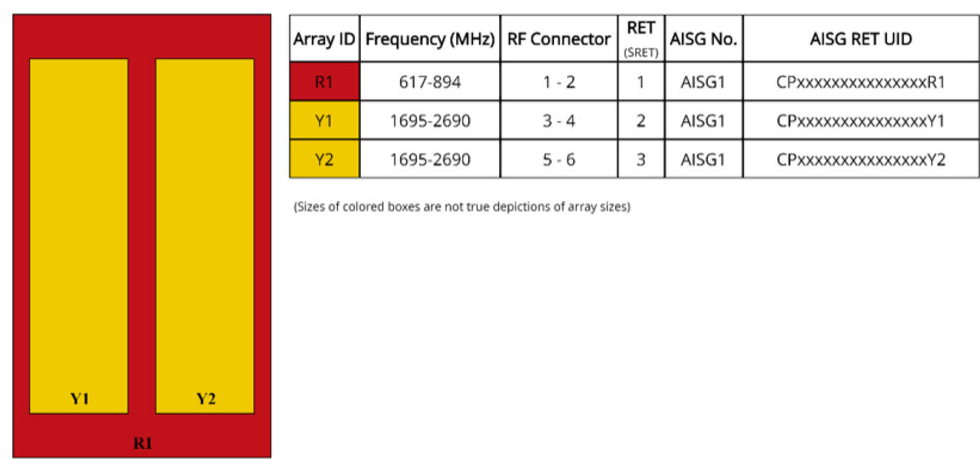 Array ID Frequency (MHz) RF Connector RET (SRET) AISG No. AISG RET UID
R1 617-894 1 - 2 1 AISG1 CPxxxxxxxxxxxxxxxR1
Y1 1695-2690 3 - 4 2 AISG1 CPxxxxxxxxxxxxxxxY1
Y2 1695-2690 5 - 6 3 AISG1 CPxxxxxxxxxxxxxxxY2
(Sizes of colored boxes are not true depictions of array sizes)
Y1 Y2
R1